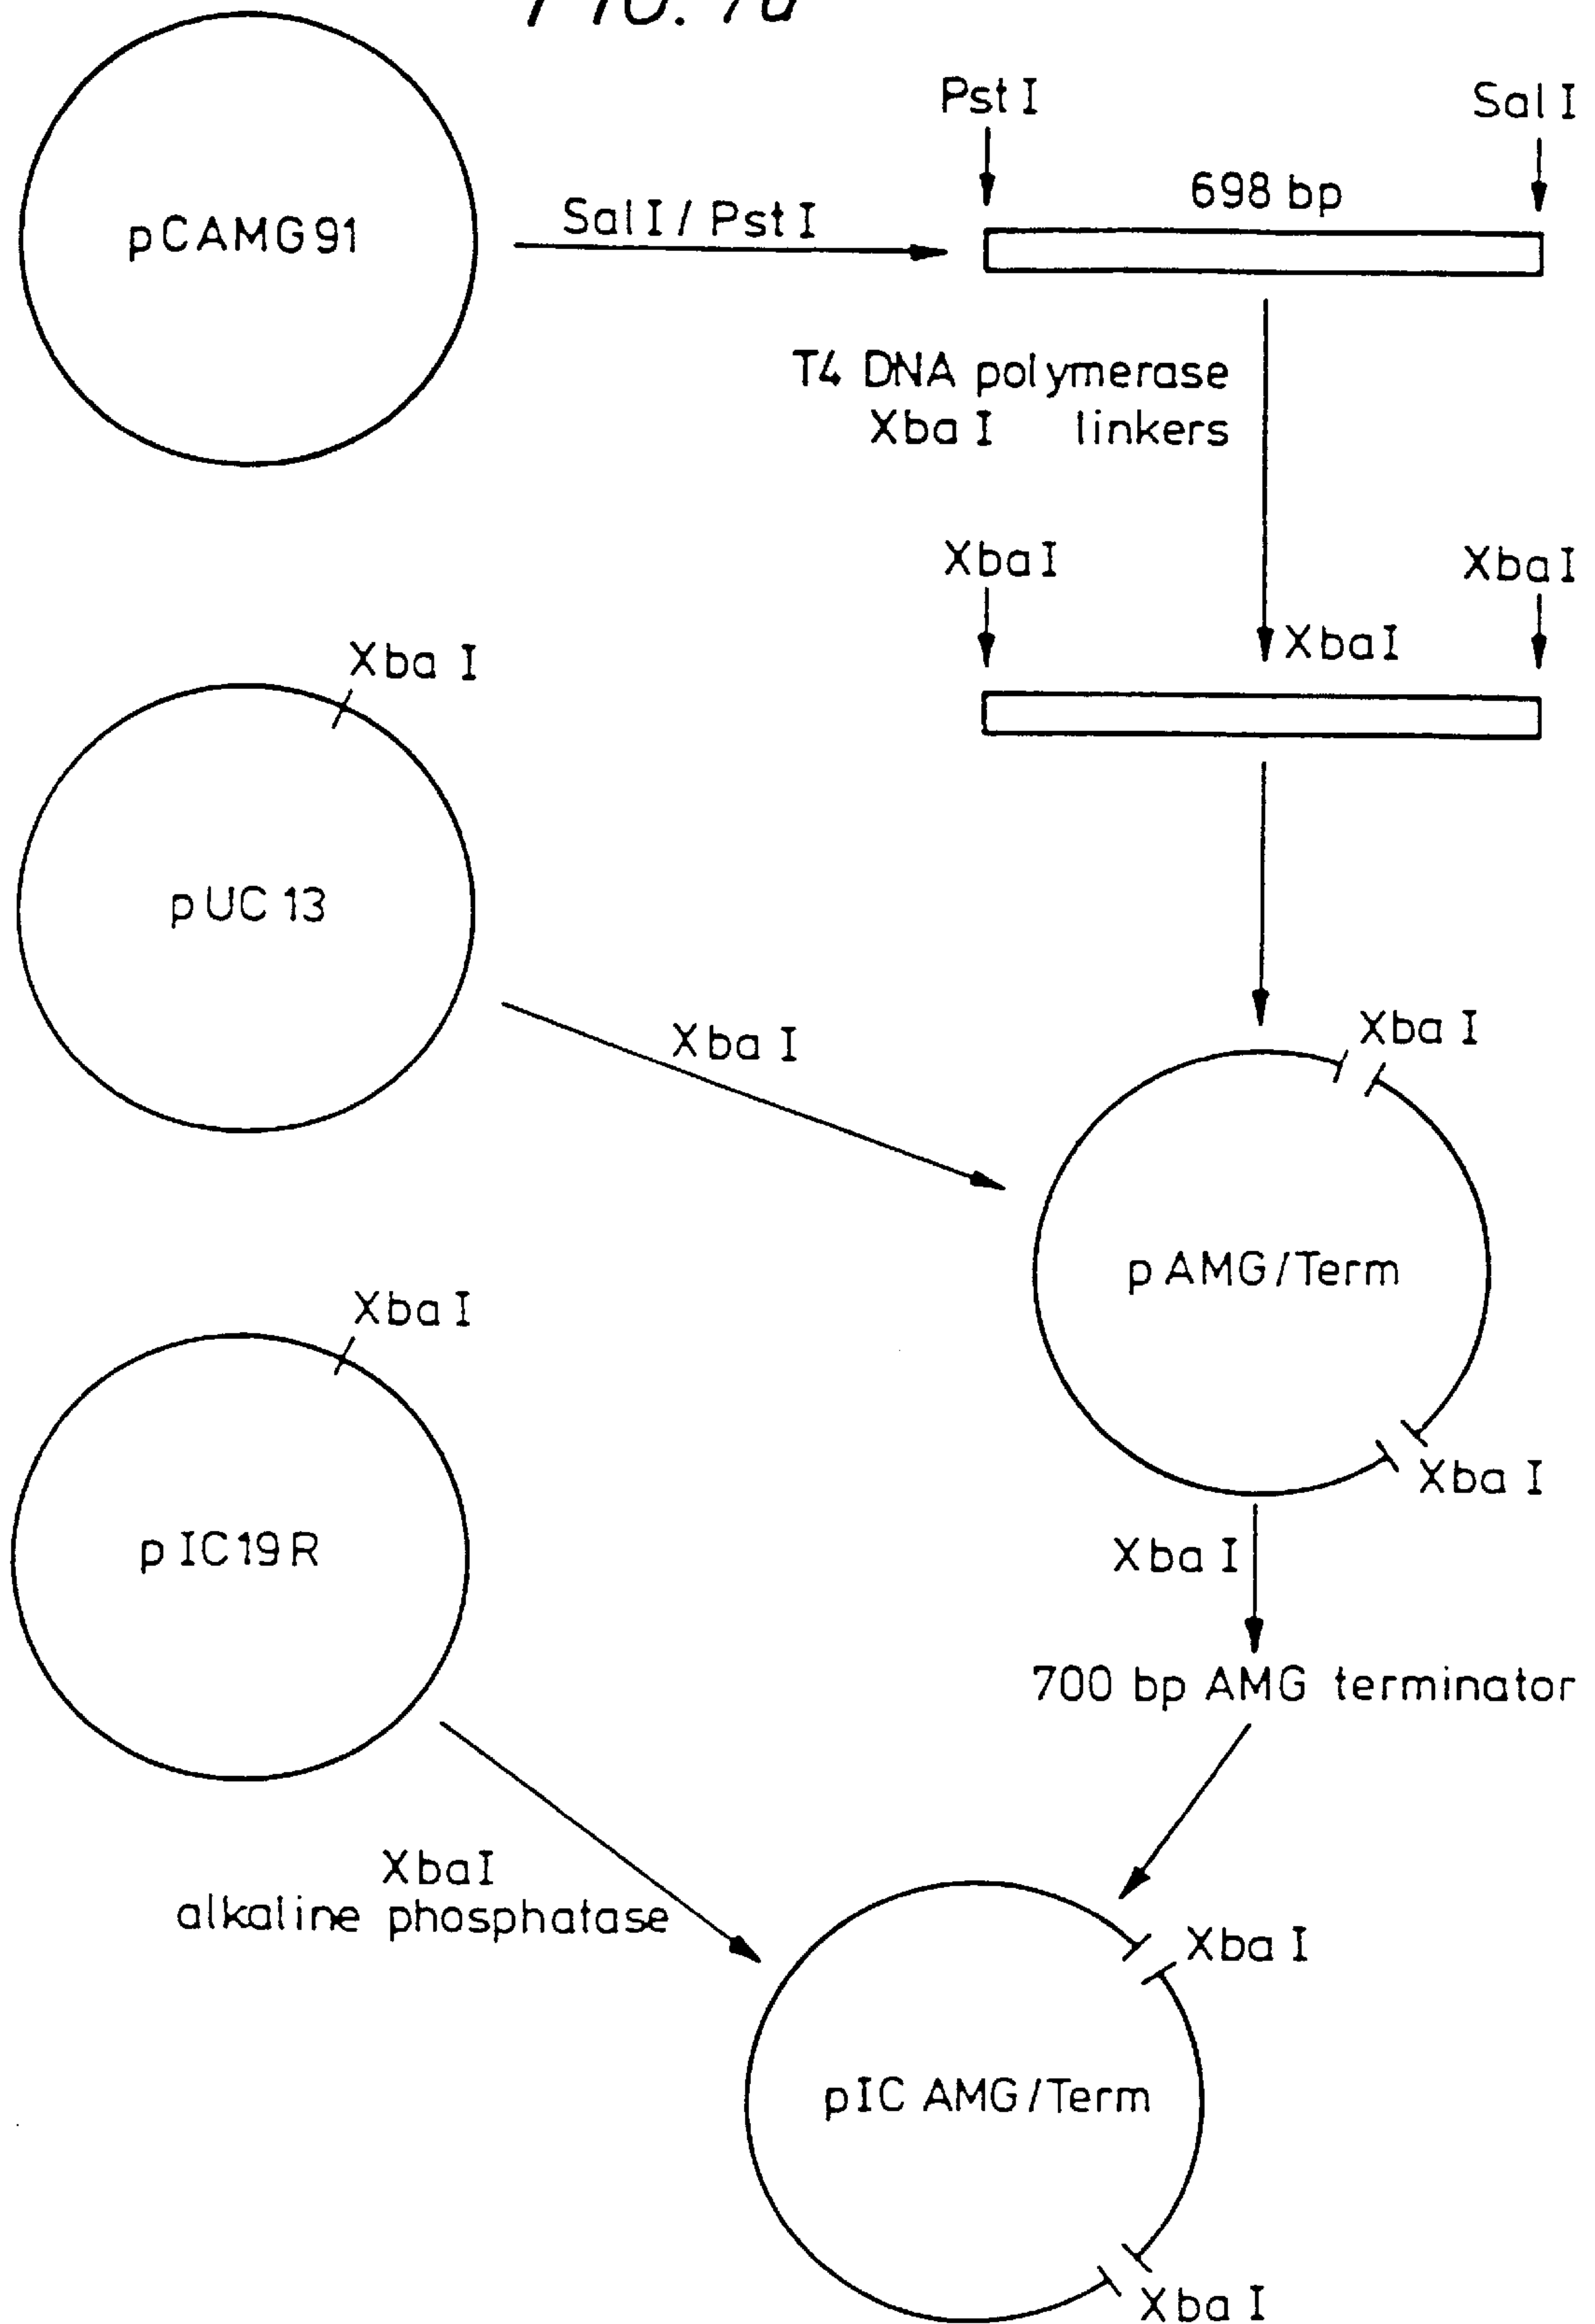 FIG. 7a
Pst I
Sal I
698 bp
pCAMG91
Sal I / Pst I
T4 DNA polymerase
Xba I linkers
Xba I
Xba I
Xba I
Xba I
pUC 13
Xba I
Xba I
pAMG/Term
Xba I
Xba I
pIC19R
Xba I
700 bp AMG terminator
Xba I
alkaline phosphatase
Xba I
pIC AMG/Term
Xba I